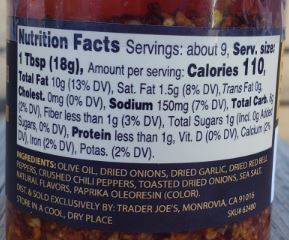 Nutrition Facts Servings: about 9, Serv. size:
1 Tbsp (18g), Amount per serving: Calories 110,
Total Fat 10g (13% DV), Sat. Fat 1.5g (8% DV), Trans Fat 0g,
Cholest. 0mg (0% DV), Sodium 150mg (7% DV), Total Carb.
(2% DV), Fiber less than 1g (3% DV), Total Sugars 1g (Incl. 0g Added
Sugars, 0% DV), Protein less than 1g, Vit. D (0% DV), Calcium (2%
DV), Iron (2% DV), Potas. (2% DV).
INGREDIENTS: OLIVE OIL, DRIED ONIONS, DRIED GARLIC, DRIED RED BELL
PEPPERS, CRUSHED CHILI PEPPERS, TOASTED DRIED ONIONS, SEA SALT,
NATURAL FLAVORS, PAPRIKA OLEORESIN (COLOR).
DIST. & SOLD EXCLUSIVELY BY: TRADER JOE'S, MONROVIA, CA 91016
STORE IN A COOL, DRY PLACE SKU# 62480